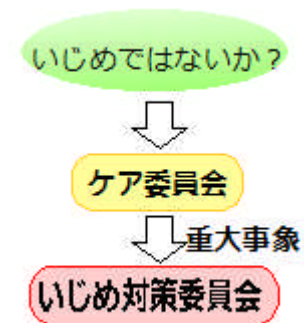 いじめではないか？
ケア委員会
重大事象
いじめ対策委員会